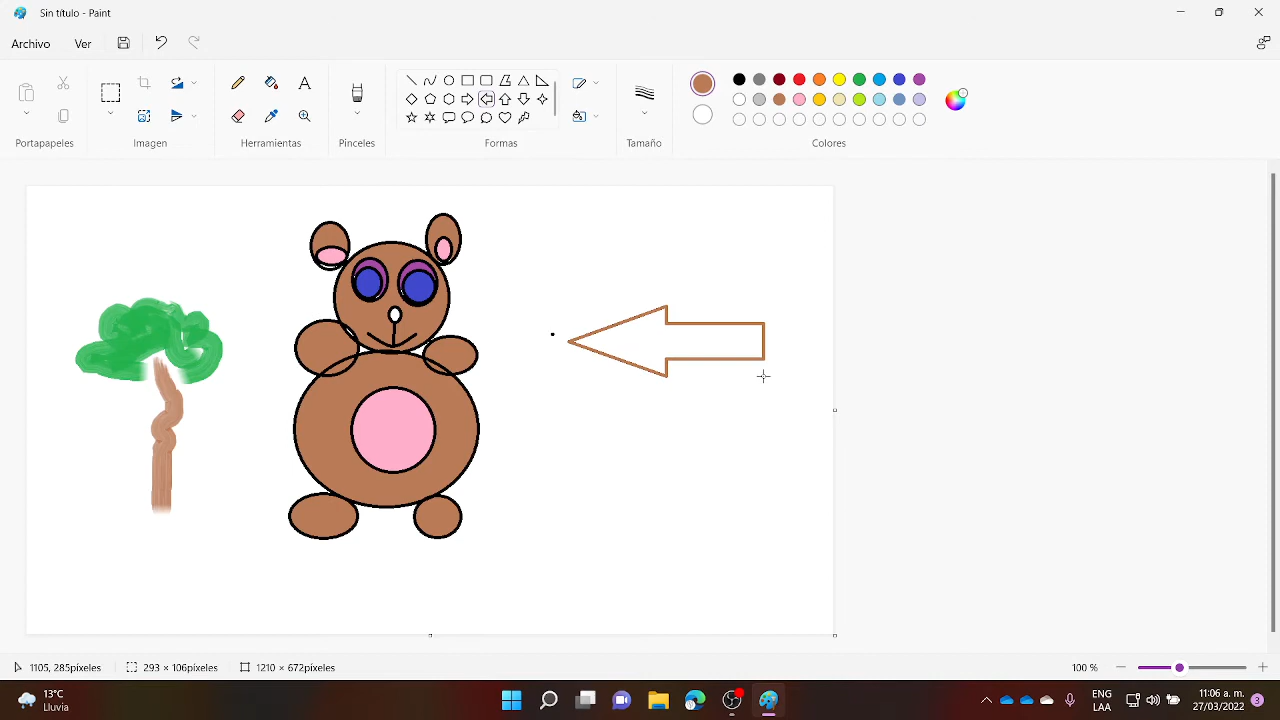 Sin título - Paint
Archivo Ver
Portapapeles Imagen Herramientas Pinceles Formas Tamaño Colores
1105, 285píxeles 293 × 106píxeles 1210 × 672píxeles 100 %
13°C
Lluvia
ENG
LAA
11:06 a. m.
27/03/2022
3